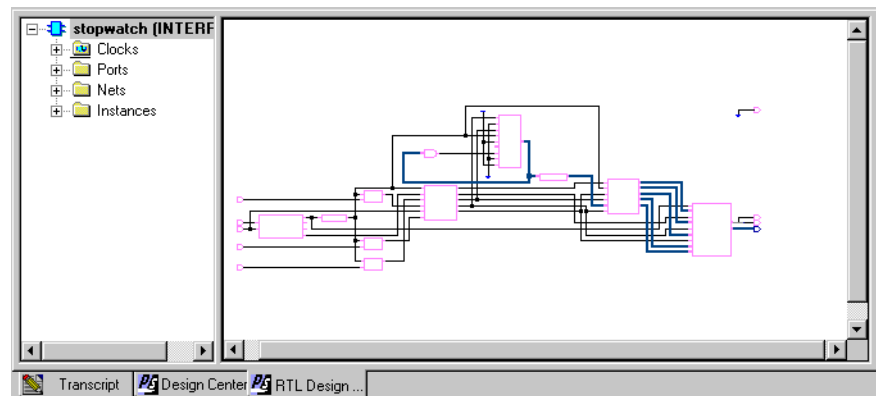 stopwatch (INTERF
Clocks
Ports
Nets
Instances
Transcript
Design Center
RTL Design ...